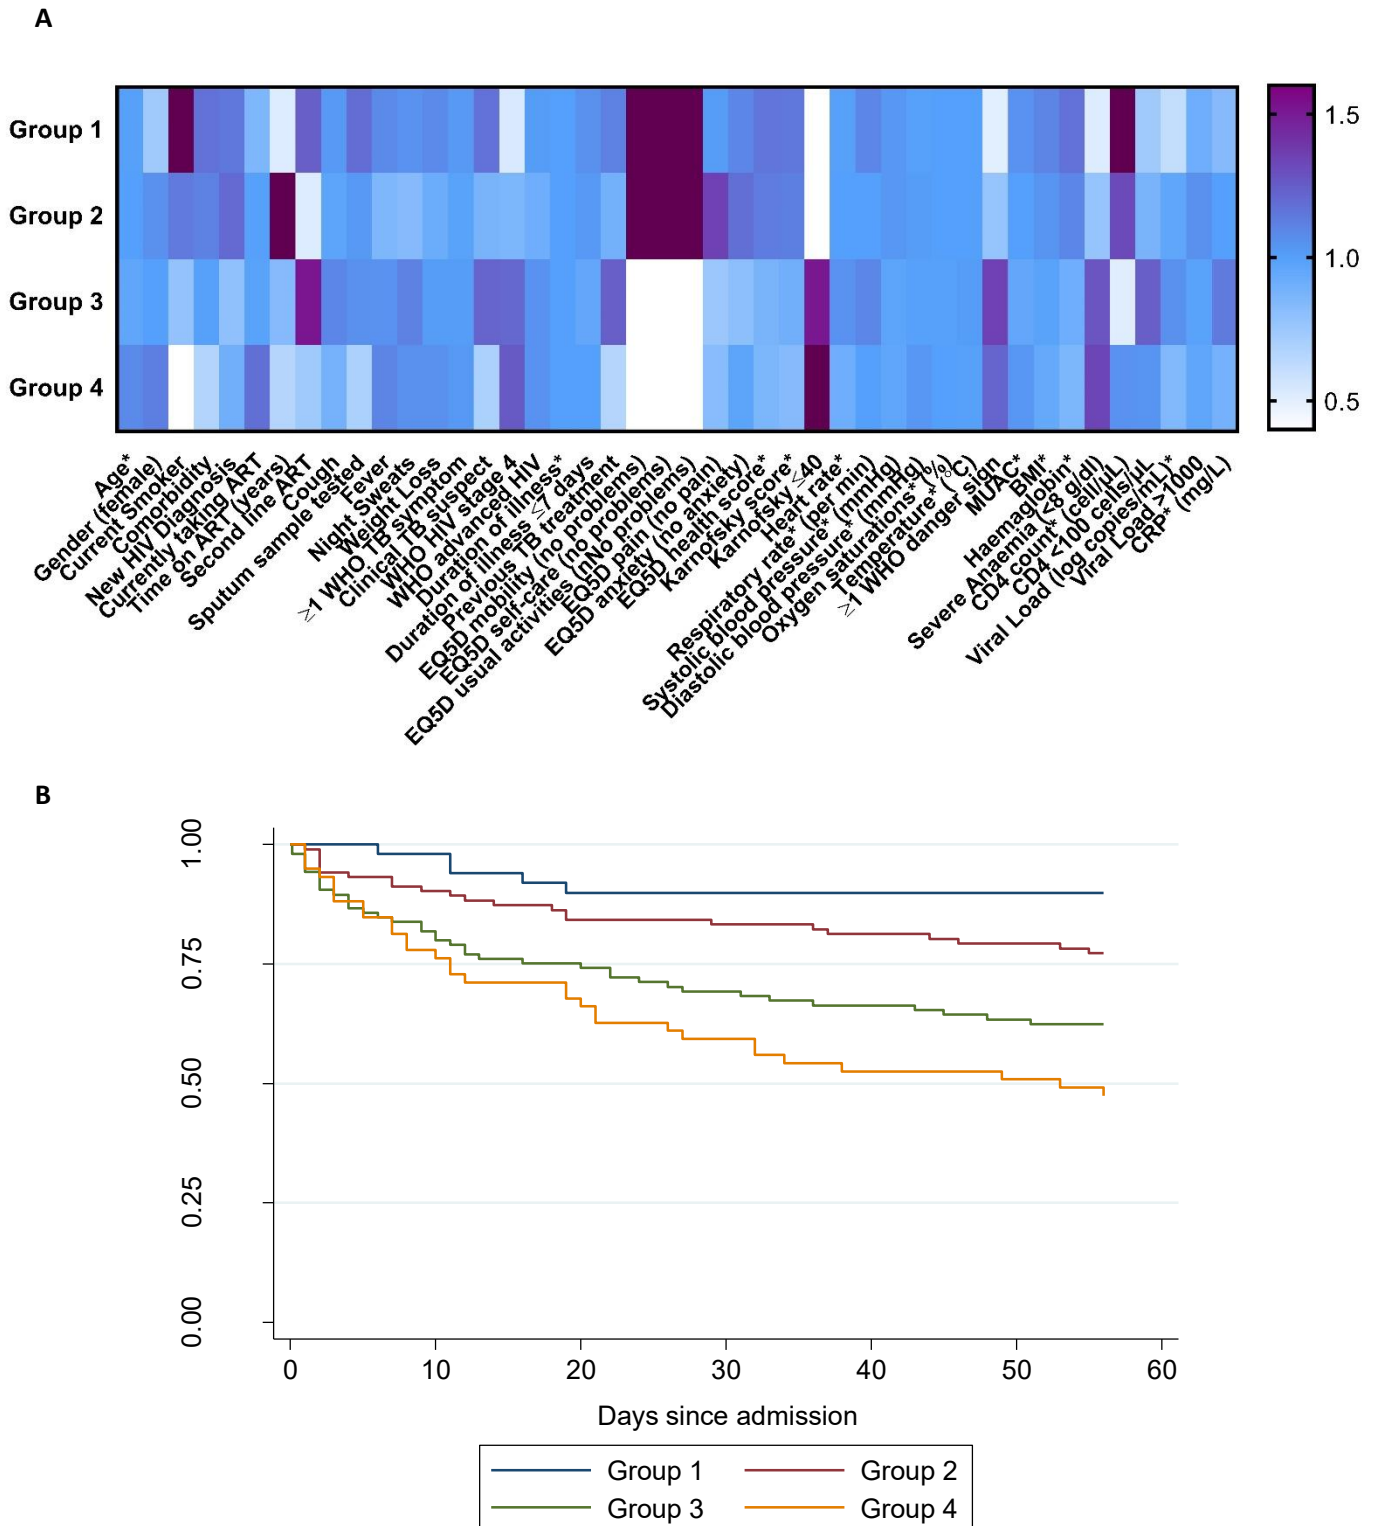 A
Group 1
Group 2
Group 3
Group 4
1.5
1.0
0.5
Age*
Gender (female)
Current Smoker
Comorbidity
New HIV Diagnosis
Currently taking ART
Time on ART (years)
Second line ART
Cough
Sputum sample tested
Fever
Night Sweats
Weight Loss
≥1 WHO TB symptom
Clinical TB suspect
WHO HIV stage 4
WHO advanced HIV
Duration of illness*
Duration of illness ≤7 days
Previous TB treatment
EQ5D mobility (no problems)
EQ5D self-care (no problems)
EQ5D usual activities (nNo problems)
EQ5D pain (no pain)
EQ5D anxiety (no anxiety)
EQ5D health score*
Karnofsky score*
Karnofsky ≤40
Heart rate*
Respiratory rate* (per min)
Systolic blood pressure* (mmHg)
Diastolic blood pressure* (mmHg)
Oxygen saturations* (%)
Temperature* (°C)
≥1 WHO danger sign
MUAC*
BMI*
Haemaglobin*
Severe Anaemia (<8 g/dl)
CD4 count* (cell/μL)
CD4 <100 cells/μL
Viral Load (log copies/mL)*
Viral Load >1000
CRP* (mg/L)
B
1.00
0.75
0.50
0.25
0.00
0 10 20 30 40 50 60
Days since admission
Group 1 Group 2
Group 3 Group 4